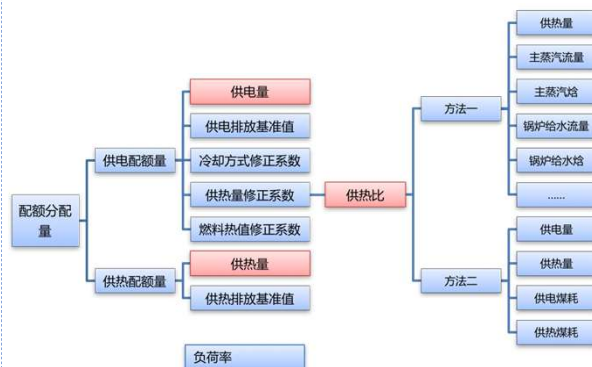 配额分配
量
供电配额量
供热配额量
供电量
供电排放基准值
冷却方式修正系数
供热量修正系数
燃料热值修正系数
供热量
供热排放基准值
供热比
方法一
方法二
供热量
主蒸汽流量
主蒸汽焓
锅炉给水流量
锅炉给水焓
……
供电量
供热量
供电煤耗
供热煤耗
负荷率